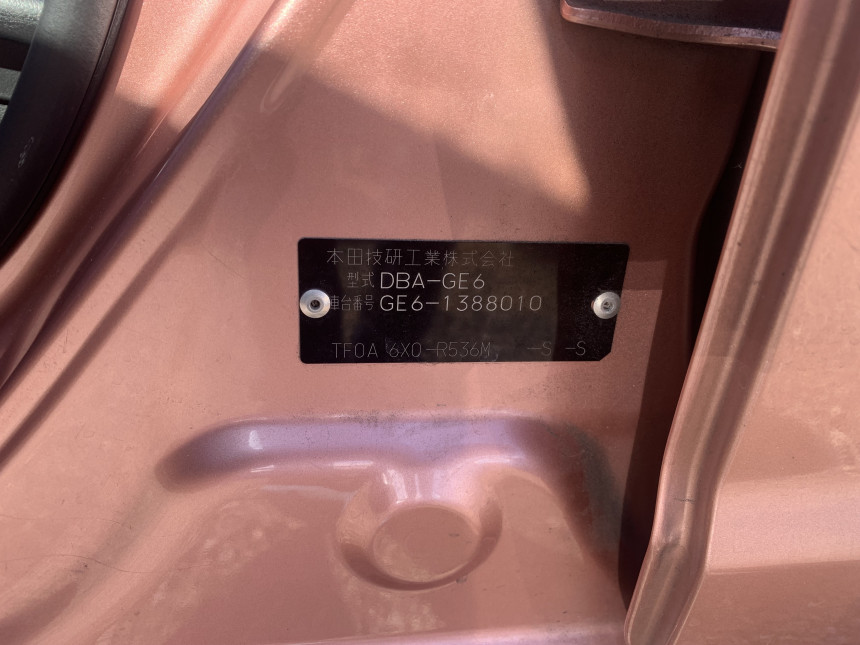 本田技研工業株式会社
型式 DBA-GE6
車台番号 GE6-1388010
TF0A 6X0-R536M -S -S